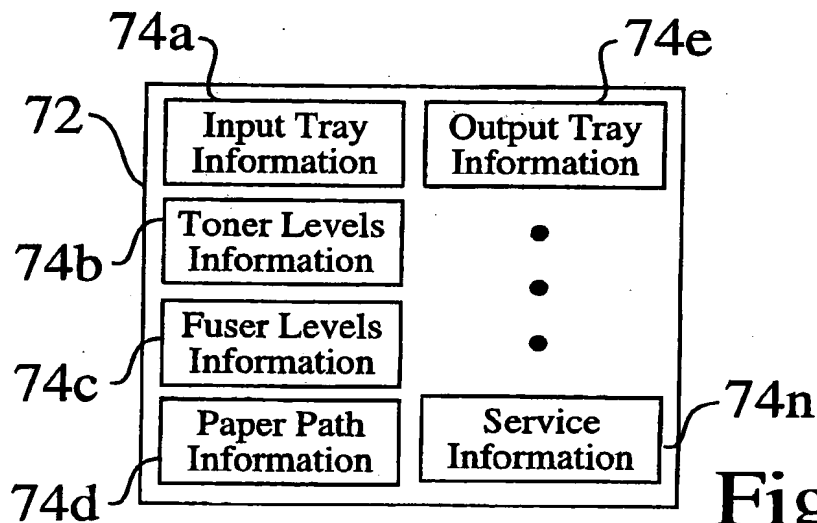 74a
74e
72
Input Tray
Information
Output Tray
Information
Toner Levels
Information
74b
Fuser Levels
Information
74c
Paper Path
Information
74d
Service
Information
74n
Fig